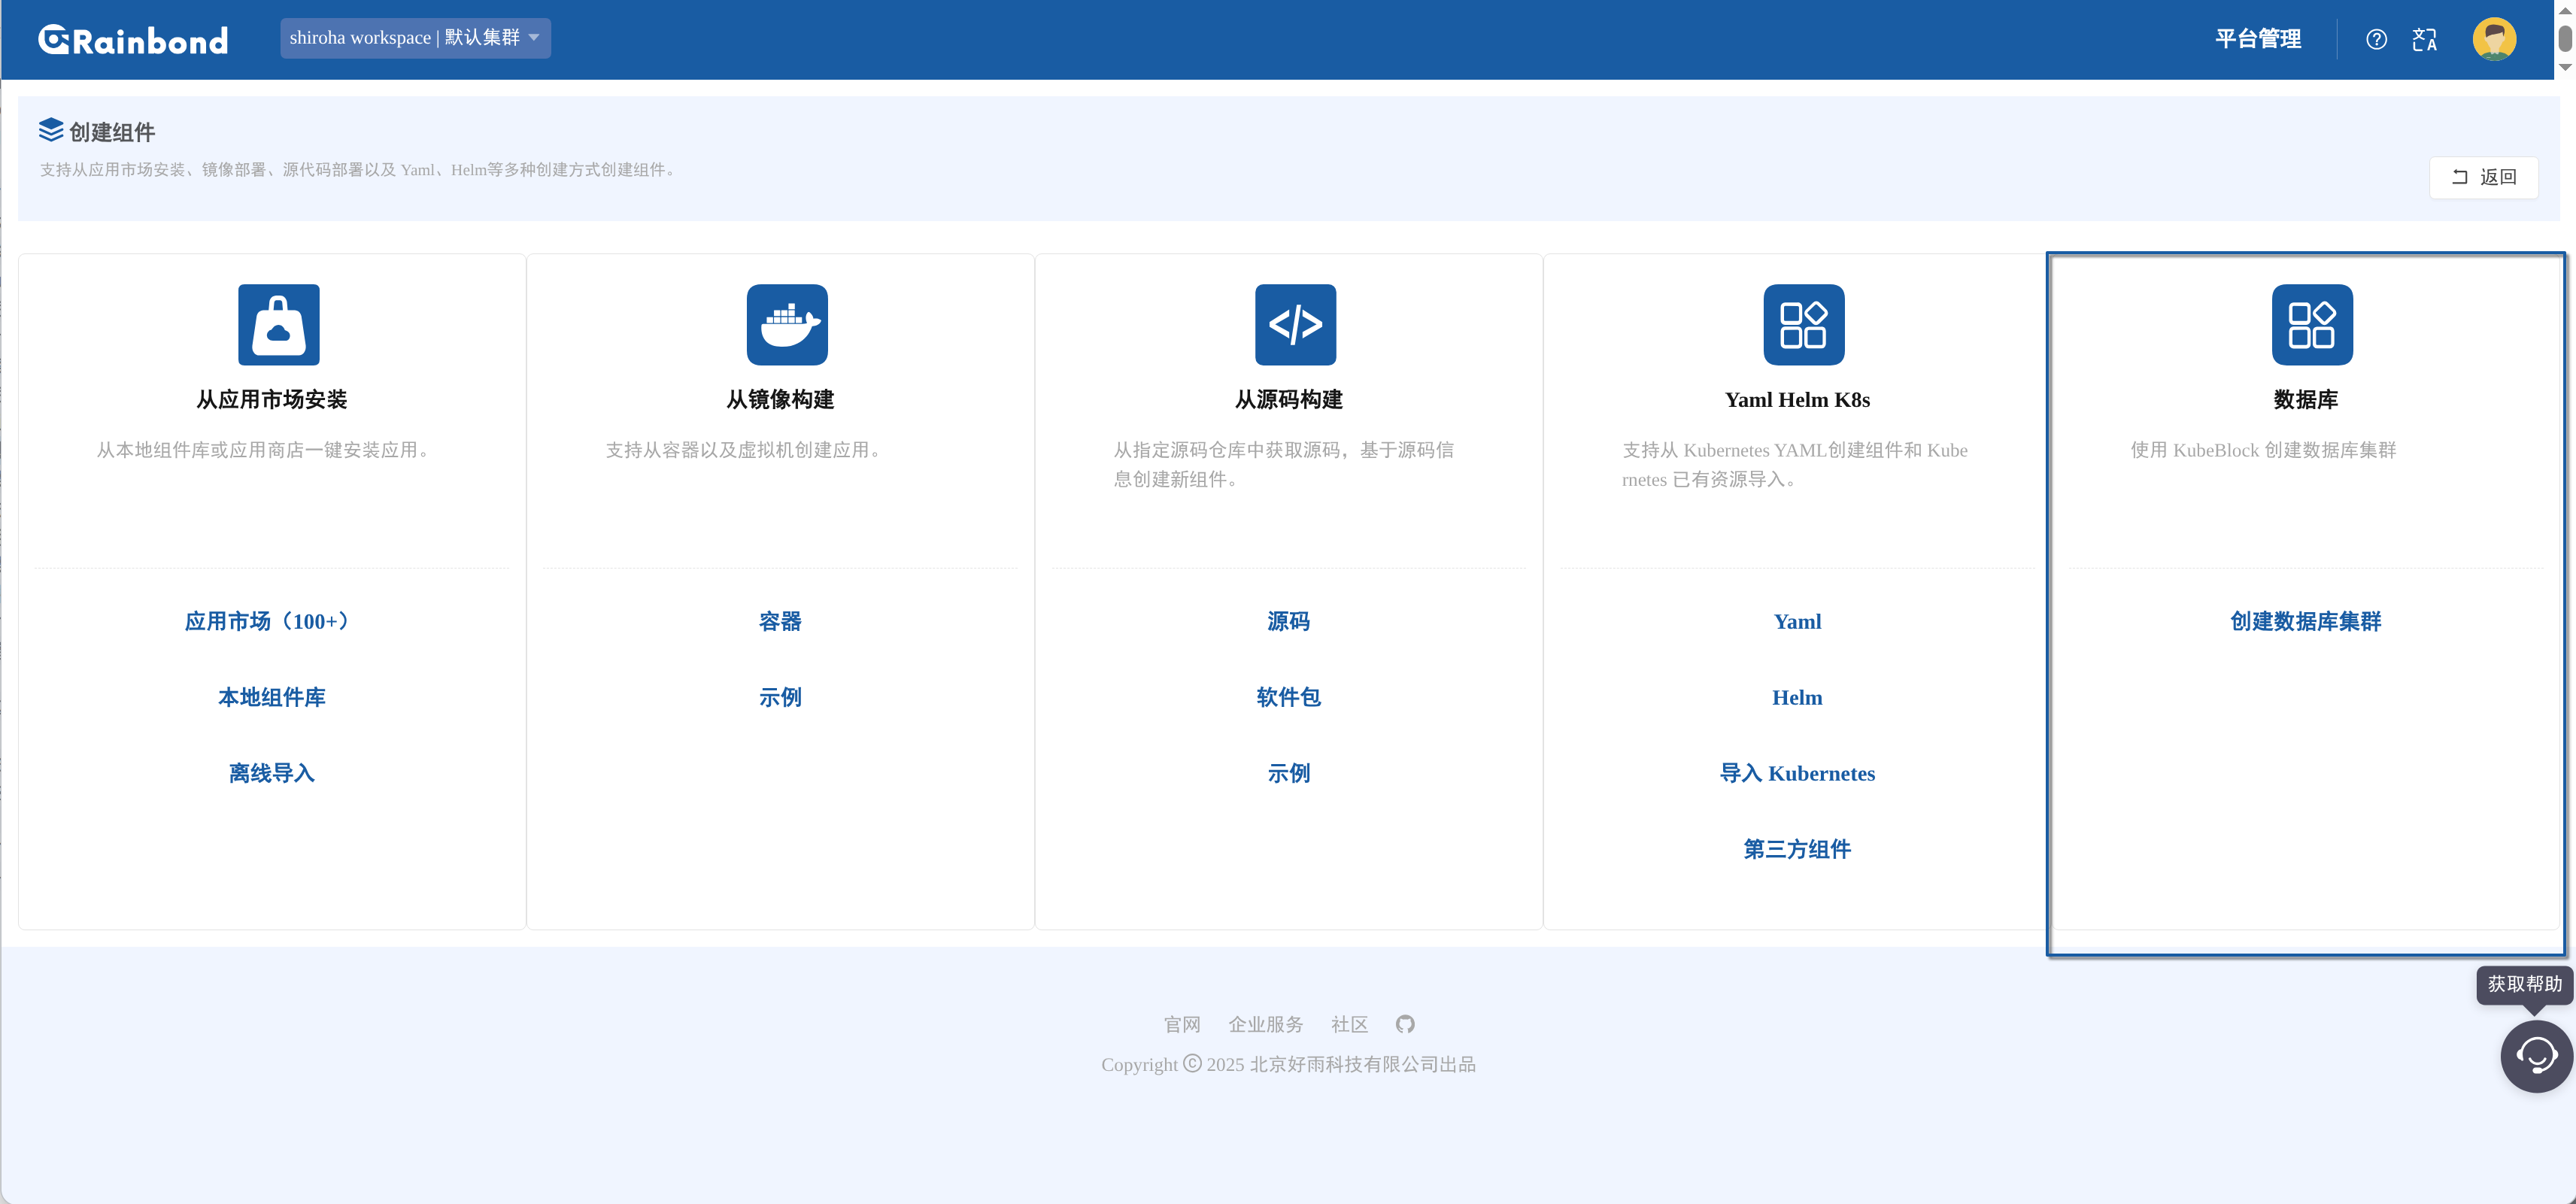 Rainbond
shiroha workspace | 默认集群
平台管理
创建组件
支持从应用市场安装、镜像部署、源代码部署以及 Yaml、Helm等多种创建方式创建组件。
返回
从应用市场安装
从本地组件库或应用商店一键安装应用。
应用市场（100+）
本地组件库
离线导入
从镜像构建
支持从容器以及虚拟机创建应用。
容器
示例
从源码构建
从指定源码仓库中获取源码，基于源码信
息创建新组件。
源码
软件包
示例
Yaml Helm K8s
支持从 Kubernetes YAML创建组件和 Kube
rnetes 已有资源导入。
Yaml
Helm
导入 Kubernetes
第三方组件
数据库
使用 KubeBlock 创建数据库集群
创建数据库集群
获取帮助
官网 企业服务 社区
Copyright © 2025 北京好雨科技有限公司出品